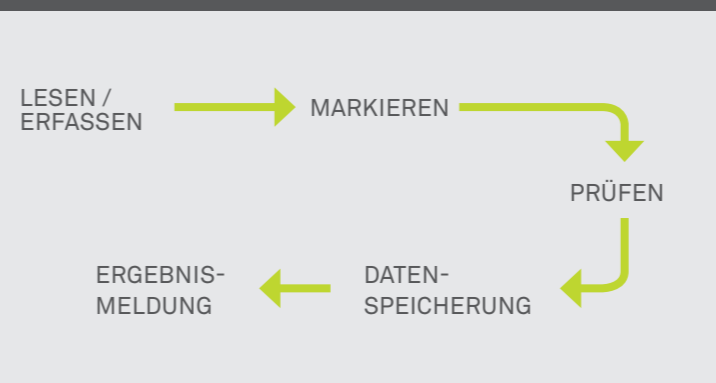 LESEN /
ERFASSEN
MARKIEREN
PRÜFEN
DATEN-
SPEICHERUNG
ERGEBNIS-
MELDUNG